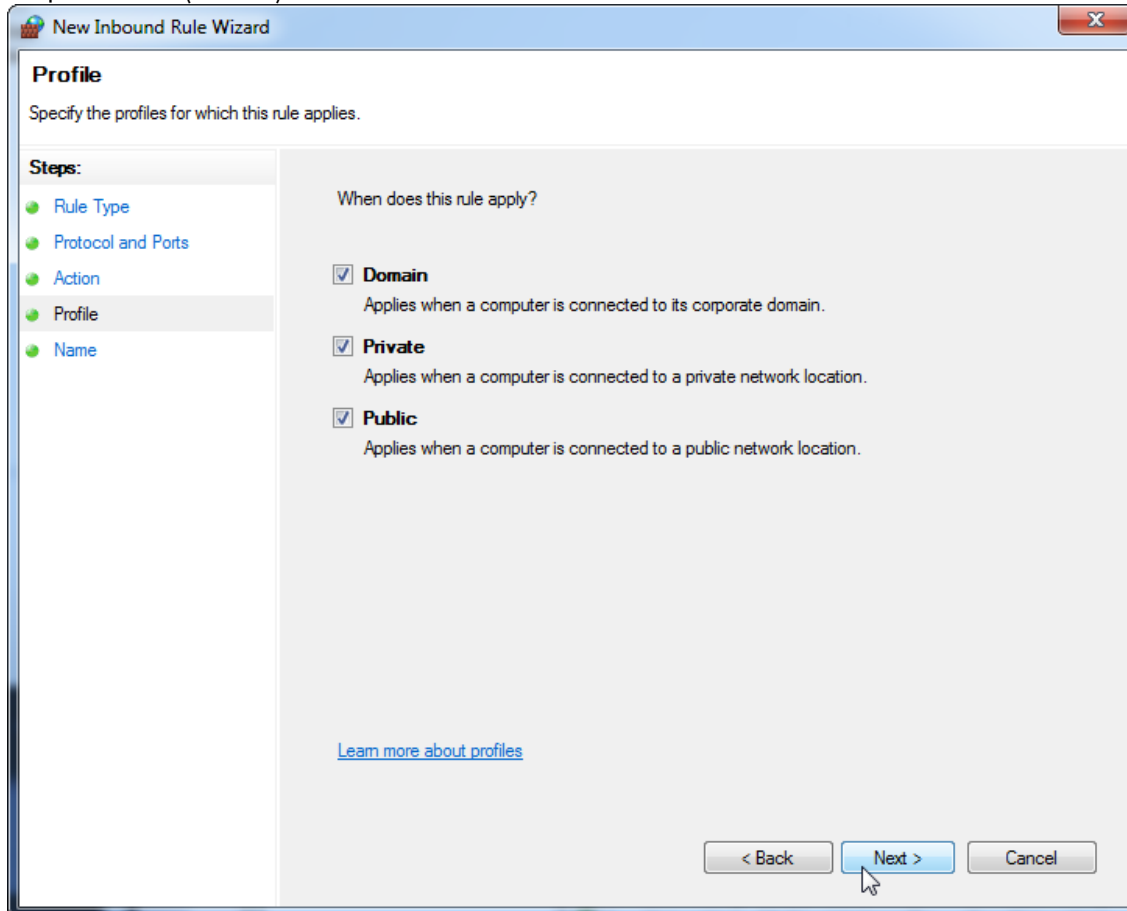 New Inbound Rule Wizard
Profile
Specify the profiles for which this rule applies.
Steps:
Rule Type
Protocol and Ports
Action
Profile
Name
When does this rule apply?
Domain
Applies when a computer is connected to its corporate domain.
Private
Applies when a computer is connected to a private network location.
Public
Applies when a computer is connected to a public network location.
Learn more about profiles
< Back
Next >
Cancel